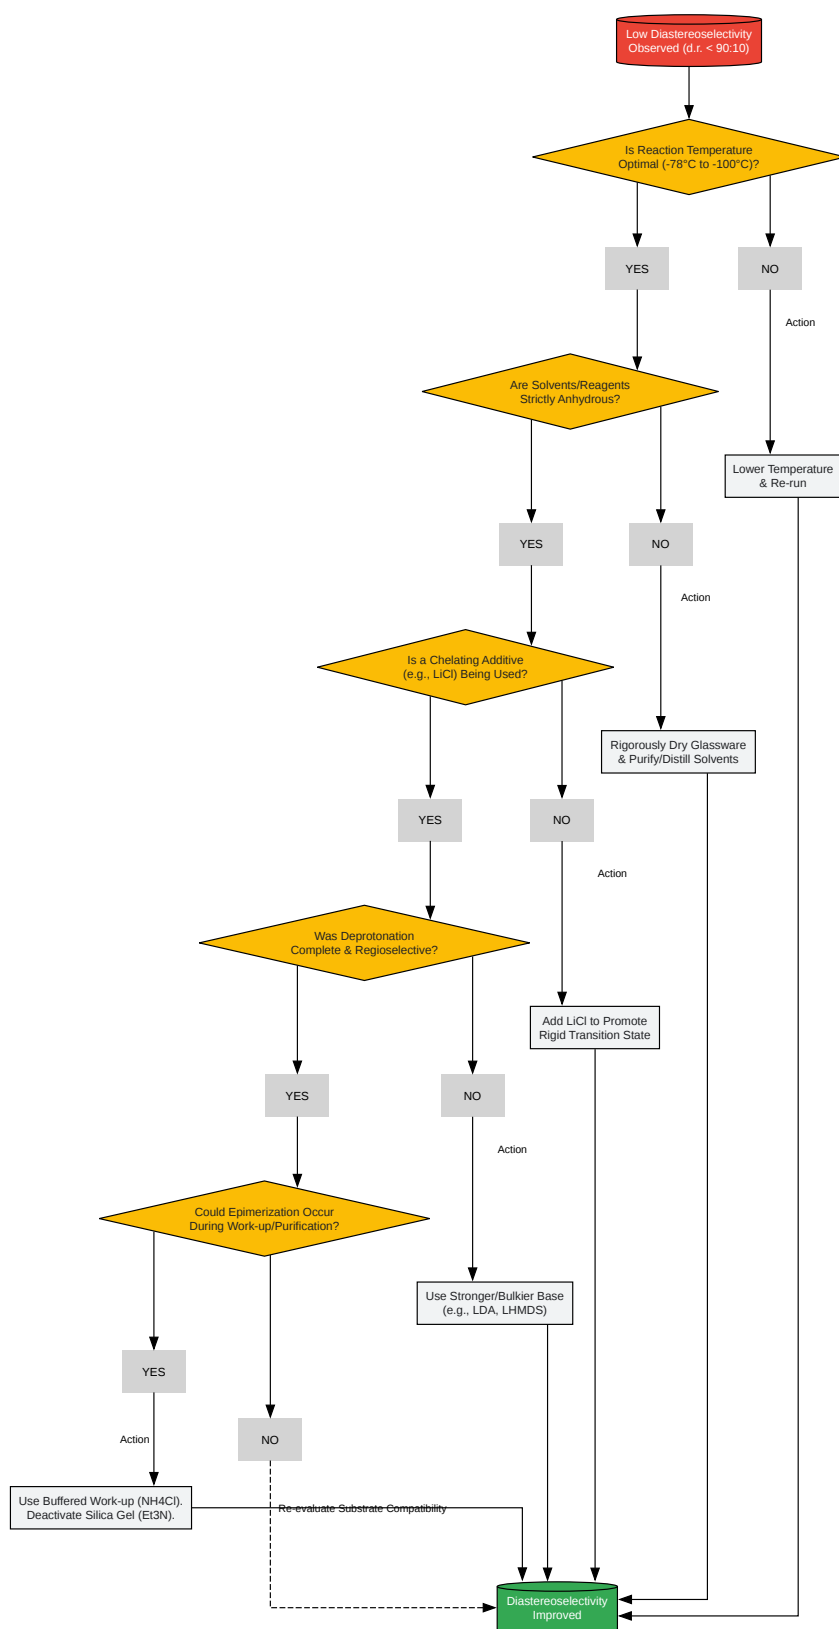 Low Diastereoselectivity
Observed (d.r. < 90:10)
Is Reaction Temperature
Optimal (-78°C to -100°C)?
YES
NO
Action
Are Solvents/Reagents
Strictly Anhydrous?
Lower Temperature
& Re-run
YES
NO
Action
Is a Chelating Additive
(e.g., LiCl) Being Used?
Rigorously Dry Glassware
& Purify/Distill Solvents
YES
NO
Action
Was Deprotonation
Complete & Regioselective?
Add LiCl to Promote
Rigid Transition State
YES
NO
Action
Could Epimerization Occur
During Work-up/Purification?
Use Stronger/Bulkier Base
(e.g., LDA, LHMDS)
YES
NO
Action
Use Buffered Work-up (NH4Cl).
Deactivate Silica Gel (Et3N).
Re-evaluate Substrate Compatibility
Diastereoselectivity
Improved